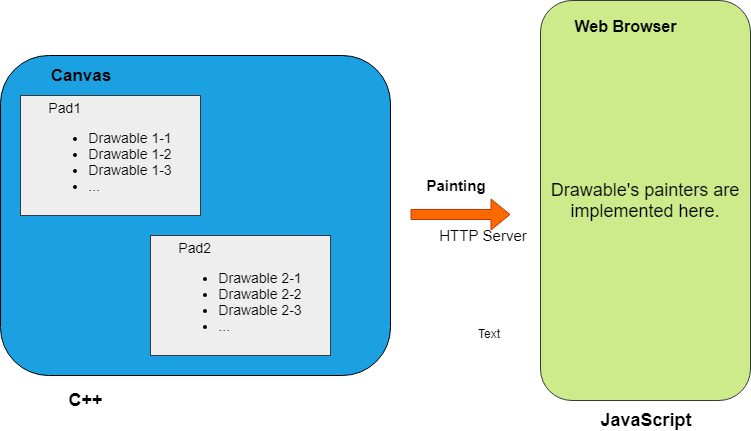 Canvas
Pad1
• Drawable 1-1
• Drawable 1-2
• Drawable 1-3
• ...
Pad2
• Drawable 2-1
• Drawable 2-2
• Drawable 2-3
• ...
C++
Painting
HTTP Server
Text
Web Browser
Drawable's painters are
implemented here.
JavaScript